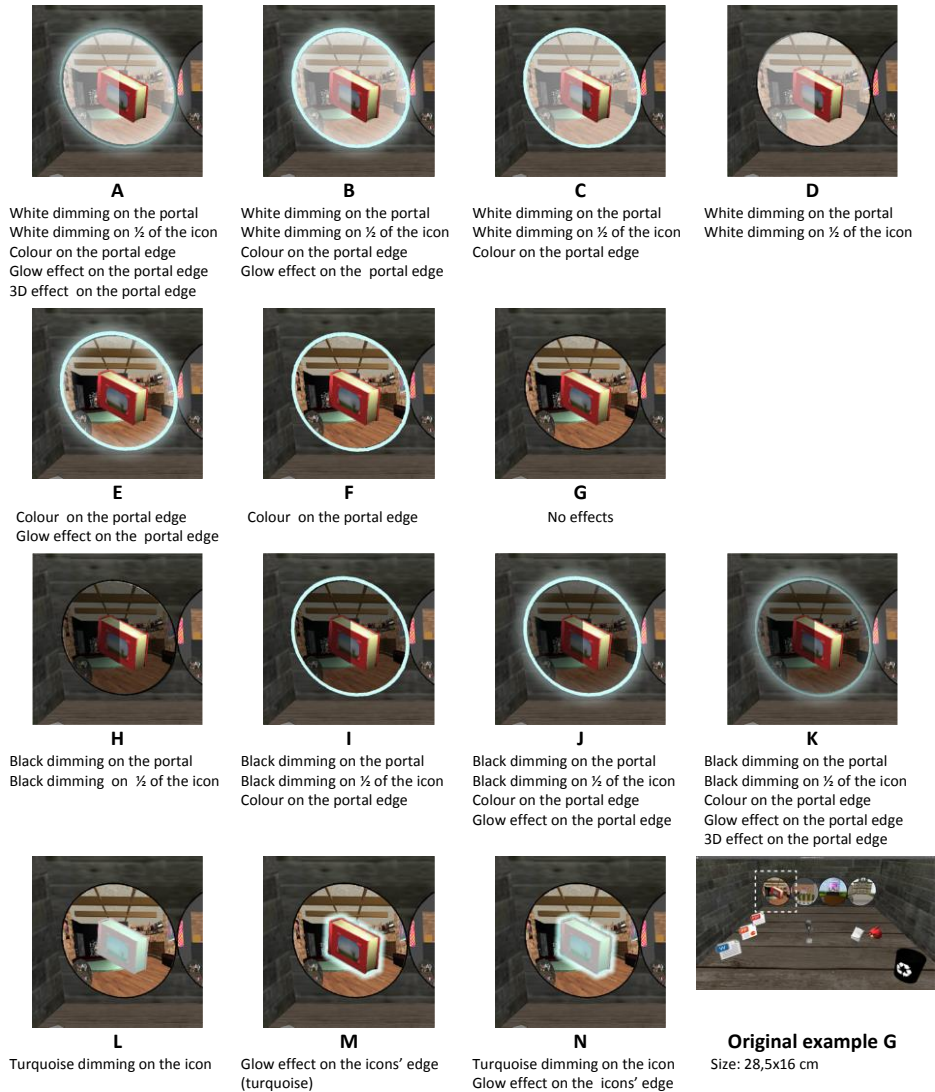 A
White dimming on the portal
White dimming on ½ of the icon
Colour on the portal edge
Glow effect on the portal edge
3D effect on the portal edge
B
White dimming on the portal
White dimming on ½ of the icon
Colour on the portal edge
Glow effect on the portal edge
C
White dimming on the portal
White dimming on ½ of the icon
Colour on the portal edge
D
White dimming on the portal
White dimming on ½ of the icon
E
Colour on the portal edge
Glow effect on the portal edge
F
Colour on the portal edge
G
No effects
H
Black dimming on the portal
Black dimming on ½ of the icon
I
Black dimming on the portal
Black dimming on ½ of the icon
Colour on the portal edge
J
Black dimming on the portal
Black dimming on ½ of the icon
Colour on the portal edge
Glow effect on the portal edge
K
Black dimming on the portal
Black dimming on ½ of the icon
Colour on the portal edge
Glow effect on the portal edge
3D effect on the portal edge
L
Turquoise dimming on the icon
M
Glow effect on the icons’ edge
(turquoise)
N
Turquoise dimming on the icon
Glow effect on the icons’ edge
Original example G
Size: 28,5x16 cm